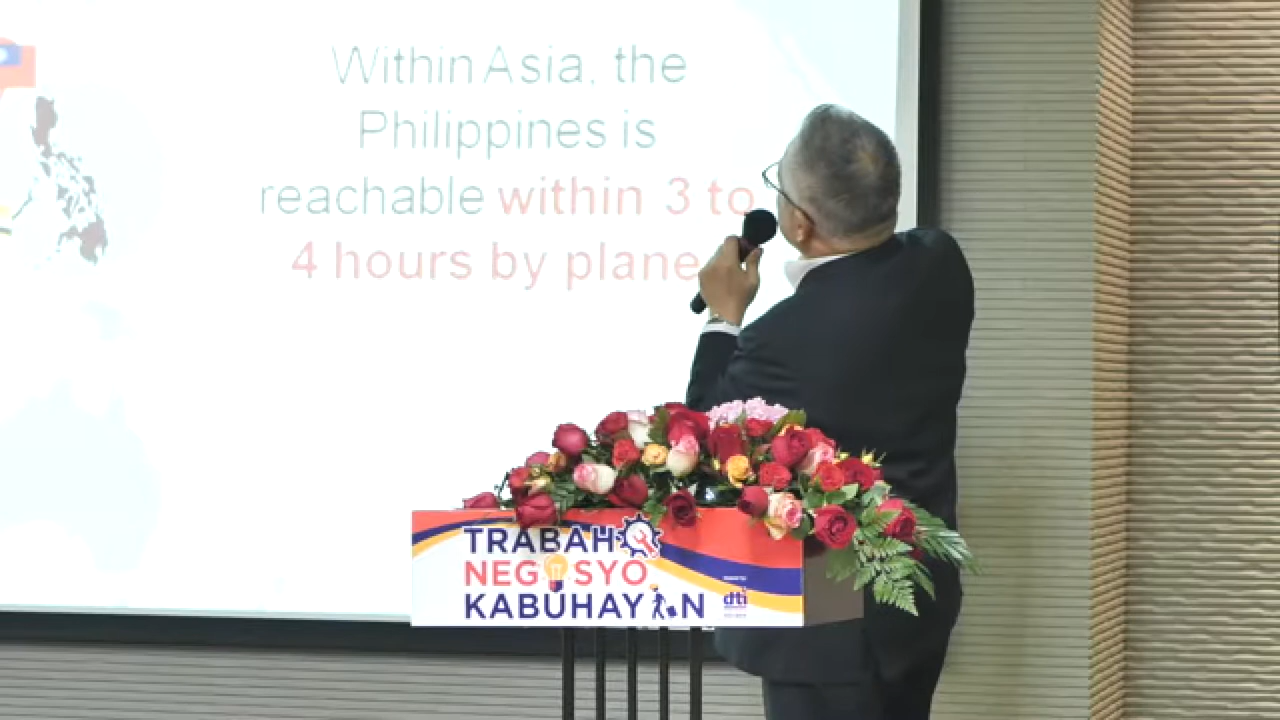 Within Asia, the
Philippines is
reachable within 3 to
4 hours by plane
TRABAHO
NEGOSYO
KABUHAYAN
dti